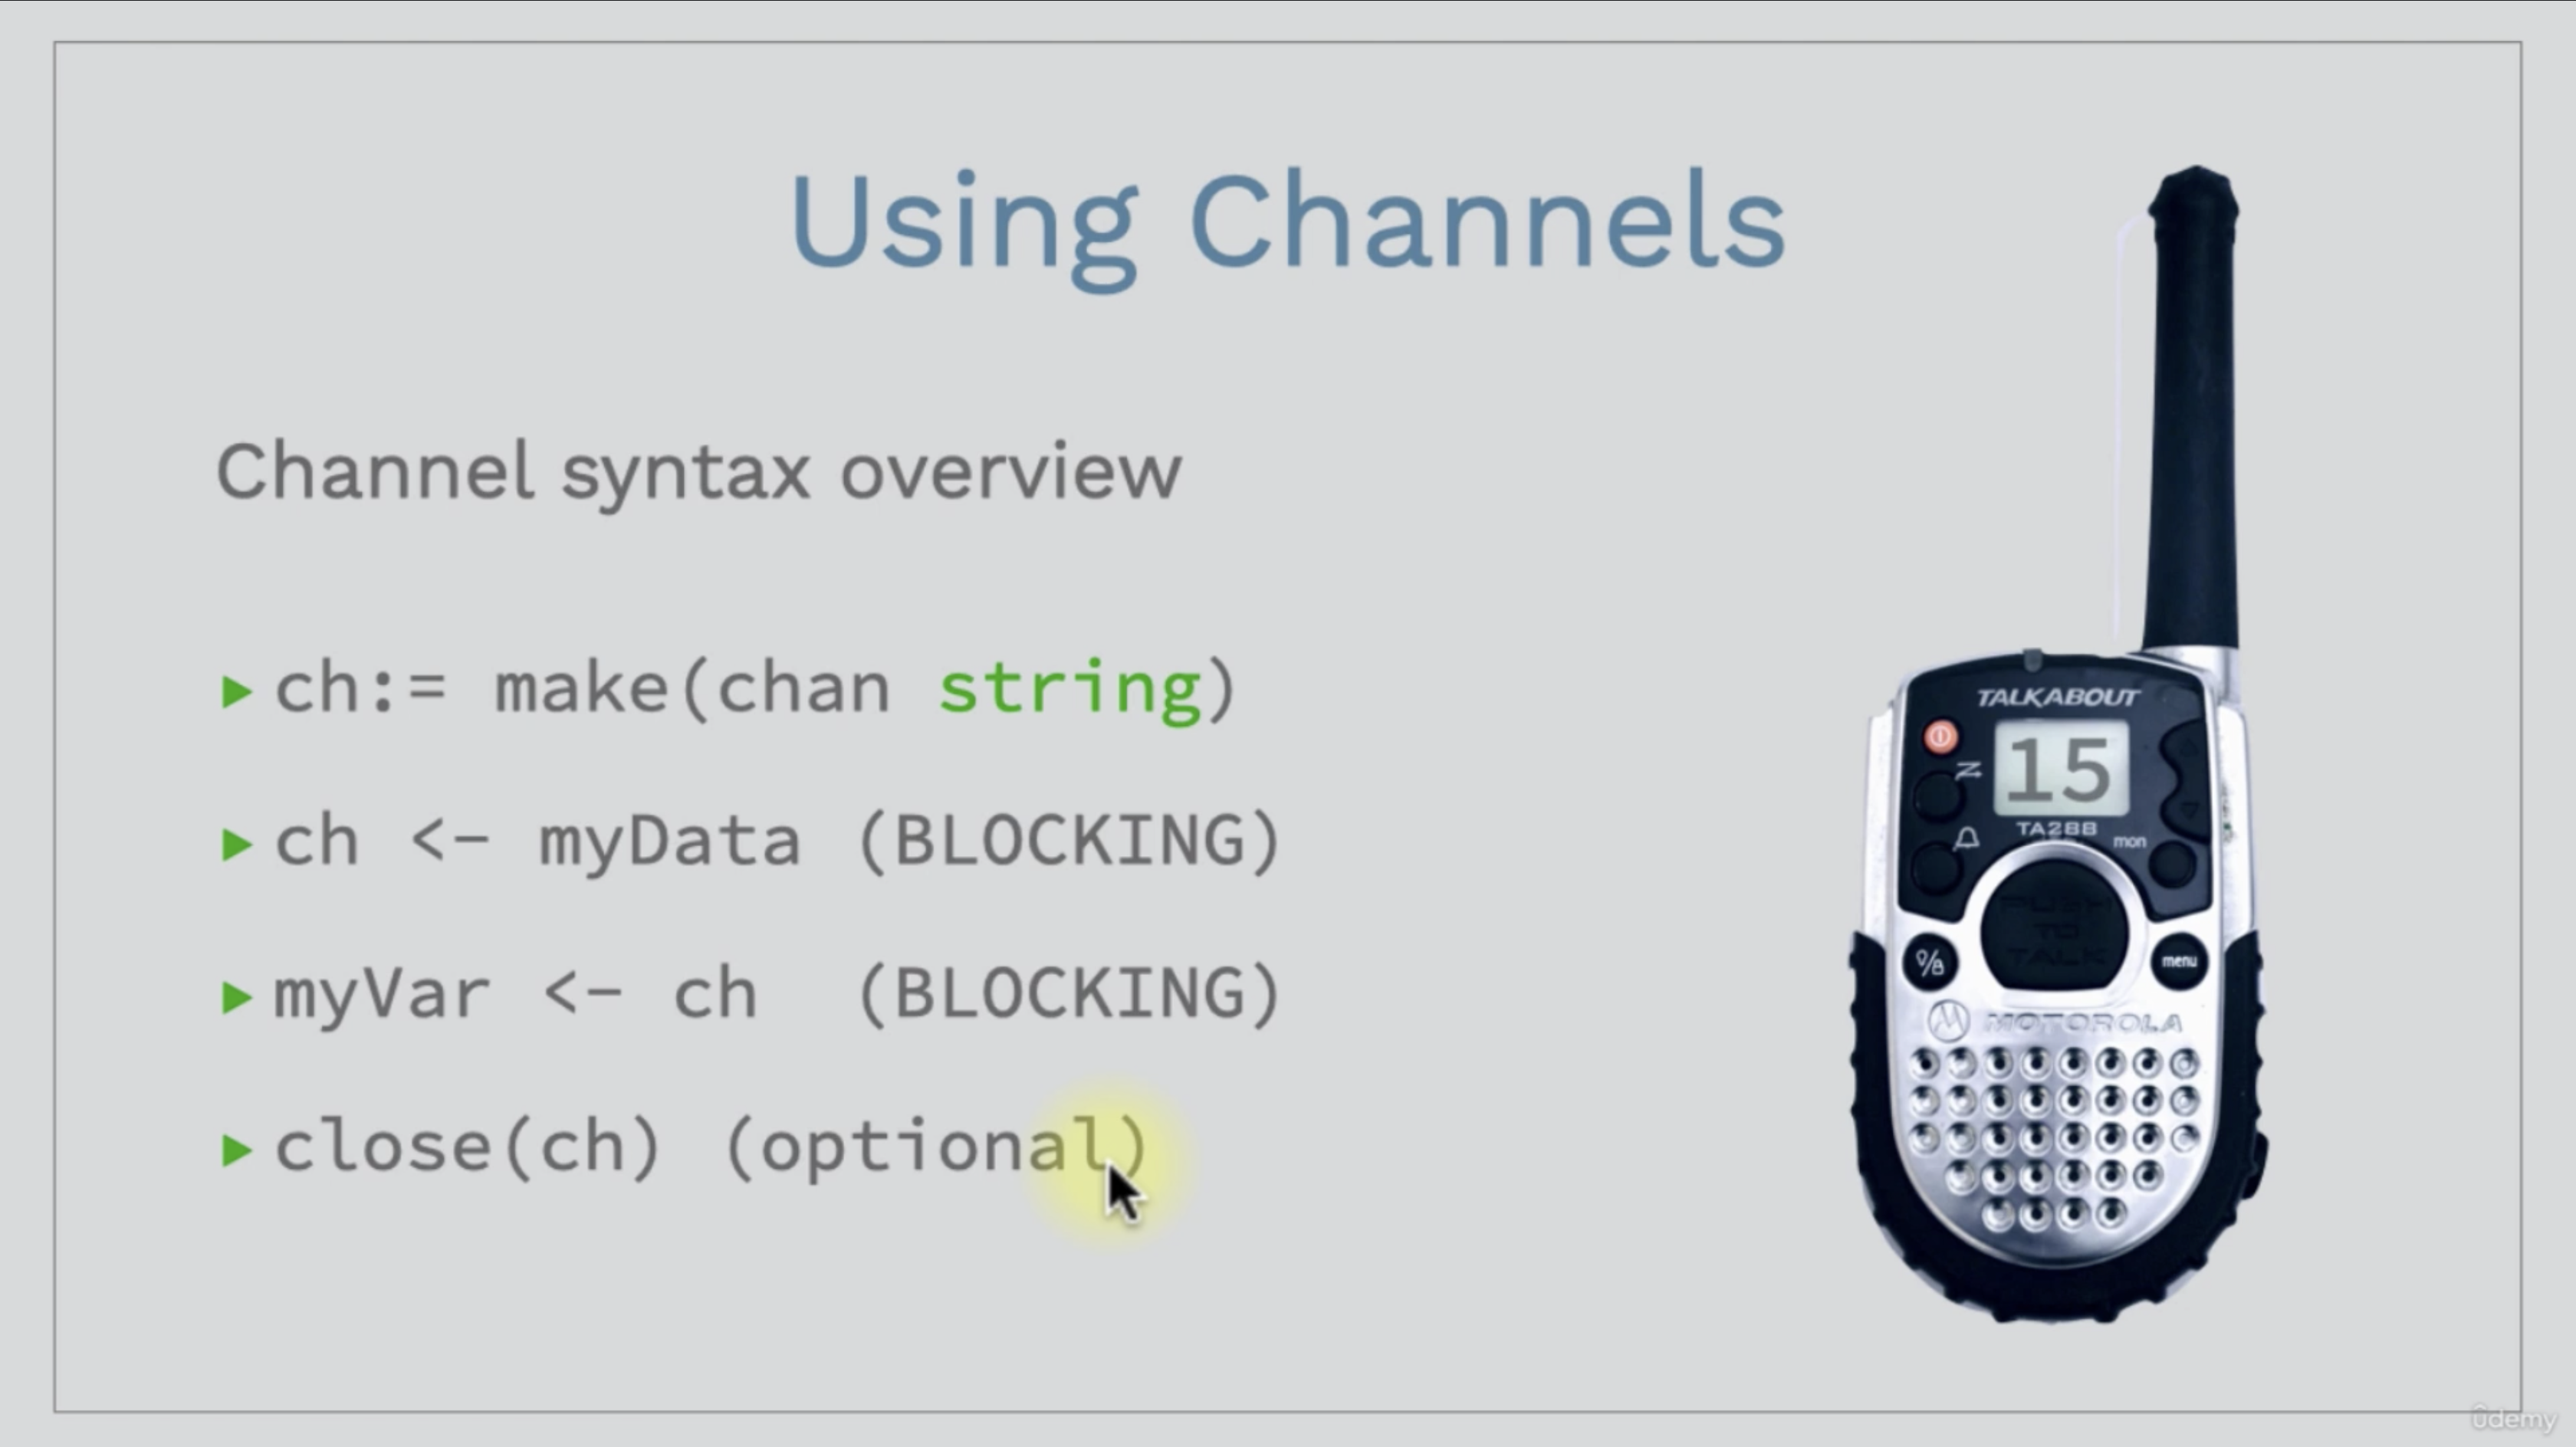 Using Channels
Channel syntax overview
▸ ch:= make(chan string)
▸ ch <- myData (BLOCKING)
▸ myVar <- ch  (BLOCKING)
▸ close(ch) (optional)
TALKABOUT
15
TA288
mon
PUSH
TO
TALK
menu
MOTOROLA
ûdemy